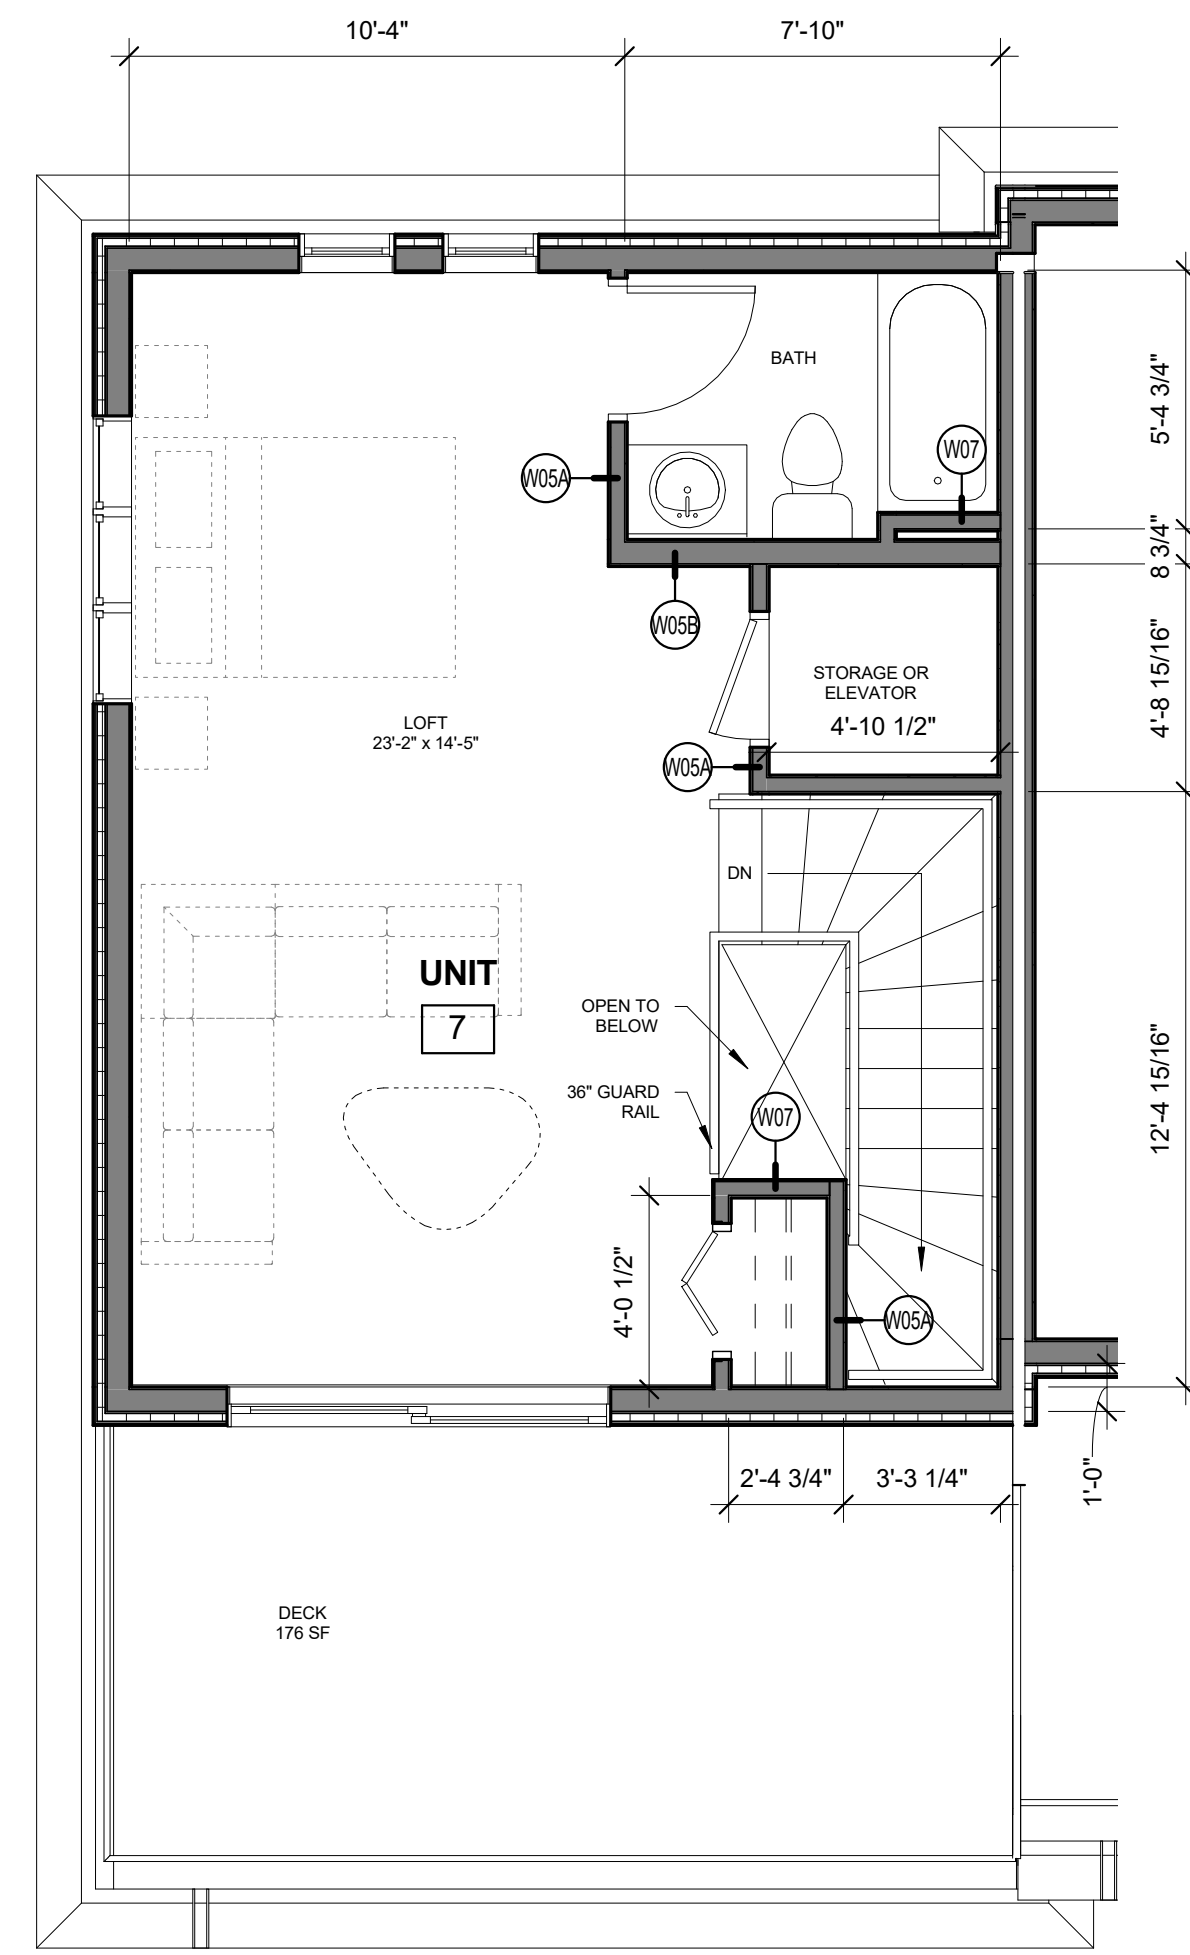 10'-4"
7'-10"
BATH
5'-4 3/4"
W07
W05A
8 3/4"
W05B
STORAGE OR
ELEVATOR
4'-10 1/2"
4'-8 15/16"
LOFT
23'-2" x 14'-5"
W05A
DN
UNIT
7
OPEN TO
BELOW
36" GUARD
RAIL
W07
12'-4 15/16"
4'-0 1/2"
W05A
2'-4 3/4"
3'-3 1/4"
1'-0"
DECK
176 SF